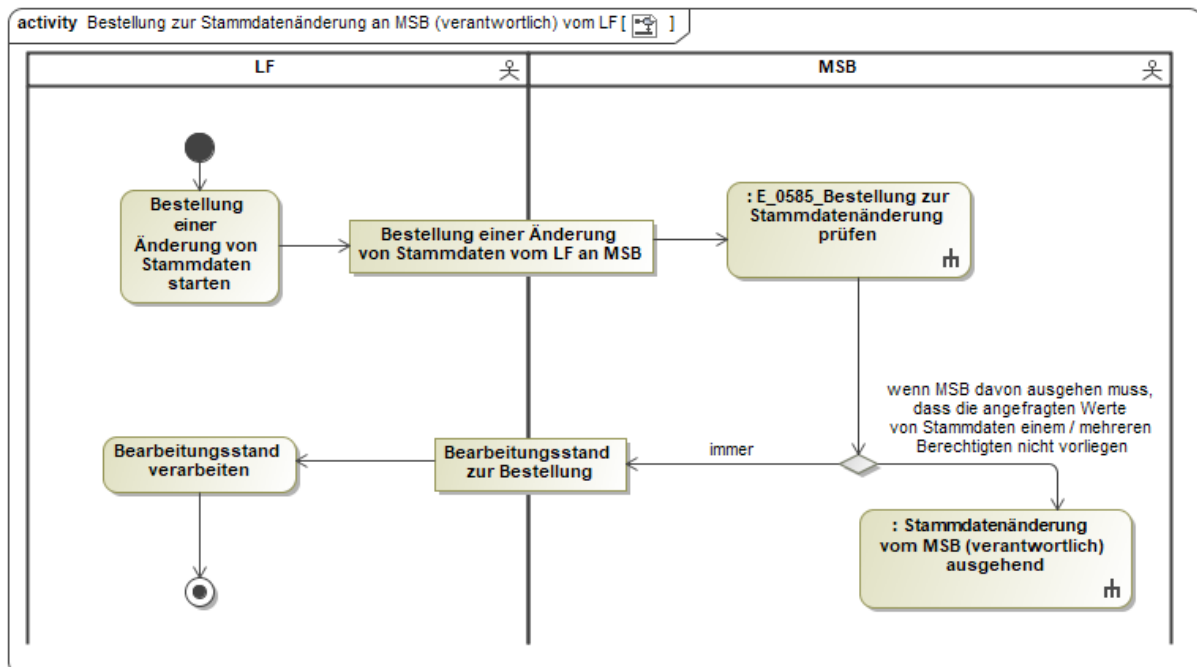 activity Bestellung zur Stammdatenänderung an MSB (verantwortlich) vom LF [ ]
LF
MSB
Bestellung
einer
Änderung von
Stammdaten
starten
Bestellung einer Änderung
von Stammdaten vom LF an MSB
: E_0585_Bestellung zur
Stammdatenänderung
prüfen
wenn MSB davon ausgehen muss,
dass die angefragten Werte
von Stammdaten einem / mehreren
Berechtigten nicht vorliegen
Bearbeitungsstand
verarbeiten
Bearbeitungsstand
zur Bestellung
immer
: Stammdatenänderung
vom MSB (verantwortlich)
ausgehend